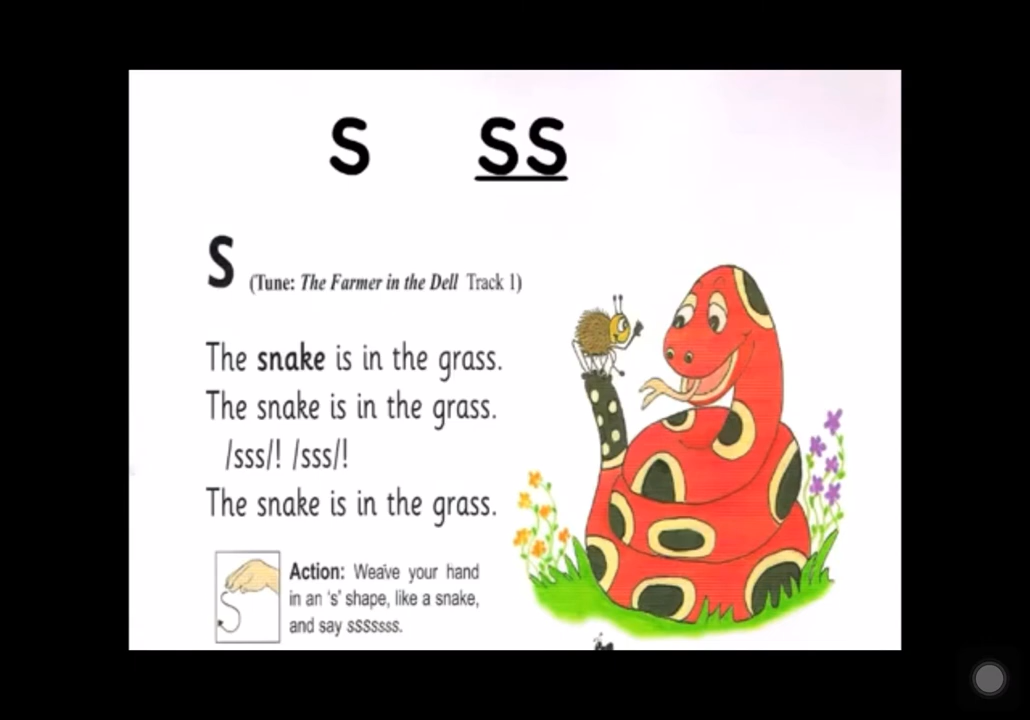 s ss
s (Tune: The Farmer in the Dell Track 1)
The snake is in the grass.
The snake is in the grass.
/sss/! /sss/!
The snake is in the grass.
Action: Weave your hand
in an ‘s’ shape, like a snake,
and say sssssss.